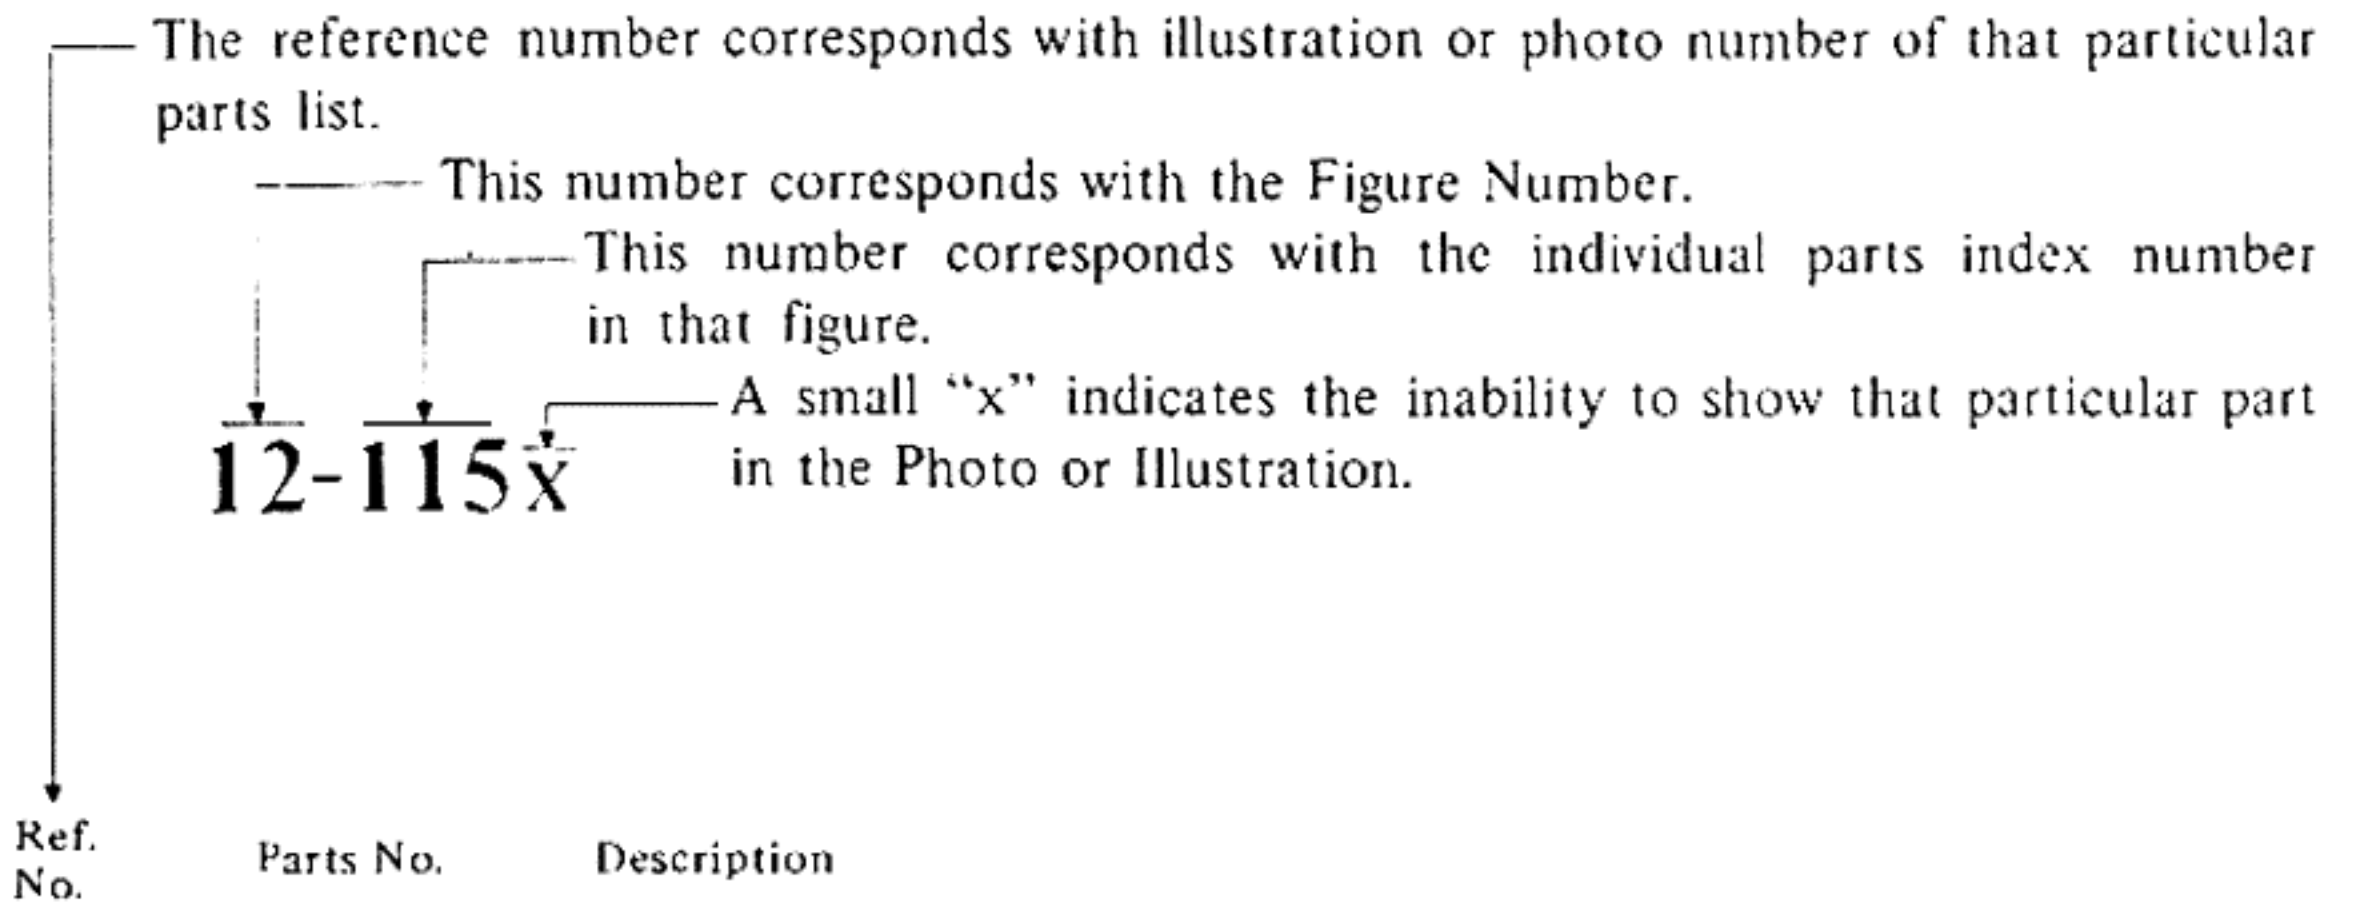 The reference number corresponds with illustration or photo number of that particular
parts list.
This number corresponds with the Figure Number.
This number corresponds with the individual parts index number
in that figure.
A small “x” indicates the inability to show that particular part
in the Photo or Illustration.
12-115x
Ref.
No.
Parts No.
Description